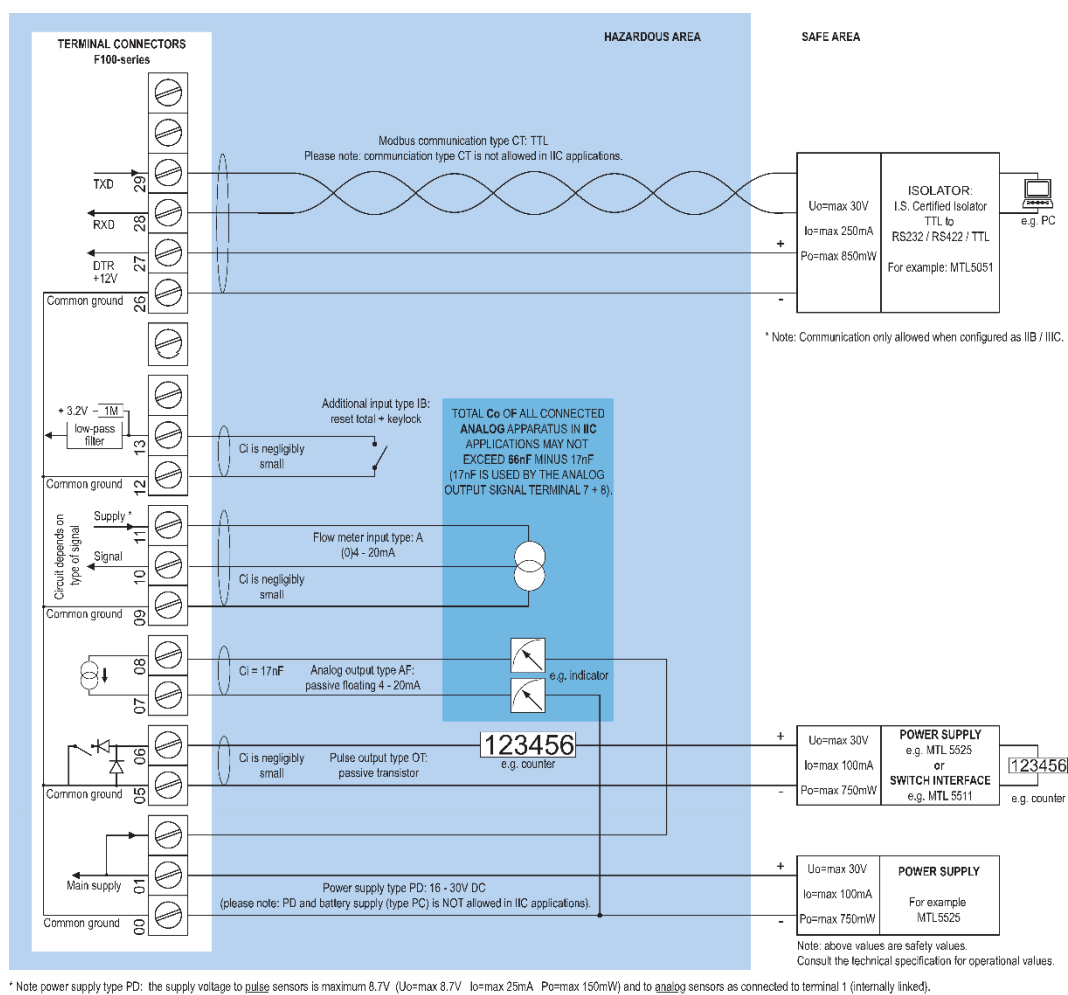 HAZARDOUS AREA
SAFE AREA
TERMINAL CONNECTORS
F100-series
Modbus communication type CT: TTL
Please note: communciation type CT is not allowed in IIC applications.
TXD
29
RXD
28
DTR
+12V
27
Common ground
26
+
-
Uo=max 30V
Io=max 250mA
Po=max 850mW
ISOLATOR:
I.S. Certified Isolator
TTL to
RS232 / RS422 / TTL
For example: MTL5051
e.g. PC
* Note: Communication only allowed when configured as IIB / IIIC.
+ 3.2V
1M
low-pass
filter
13
Common ground
12
Ci is negligibly
small
Additional input type IB:
reset total + keylock
TOTAL Co OF ALL CONNECTED
ANALOG APPARATUS IN IIC
APPLICATIONS MAY NOT
EXCEED 66nF MINUS 17nF
(17nF IS USED BY THE ANALOG
OUTPUT SIGNAL TERMINAL 7 + 8).
Circuit depends on
type of signal
Supply *
11
Signal
10
Common ground
09
Flow meter input type: A
(0)4 - 20mA
Ci is negligibly
small
08
07
Ci = 17nF
Analog output type AF:
passive floating 4 - 20mA
e.g. indicator
06
Common ground
05
Ci is negligibly
small
Pulse output type OT:
passive transistor
123456
e.g. counter
+
-
Uo=max 30V
Io=max 100mA
Po=max 750mW
POWER SUPPLY
e.g. MTL 5525
or
SWITCH INTERFACE
e.g. MTL 5511
123456
e.g. counter
Main supply
01
Common ground
00
Power supply type PD: 16 - 30V DC
(please note: PD and battery supply (type PC) is NOT allowed in IIC applications).
+
-
Uo=max 30V
Io=max 100mA
Po=max 750mW
POWER SUPPLY
For example
MTL5525
Note: above values are safety values.
Consult the technical specification for operational values.
* Note power supply type PD: the supply voltage to pulse sensors is maximum 8.7V (Uo=max 8.7V Io=max 25mA Po=max 150mW) and to analog sensors as connected to terminal 1 (internally linked).